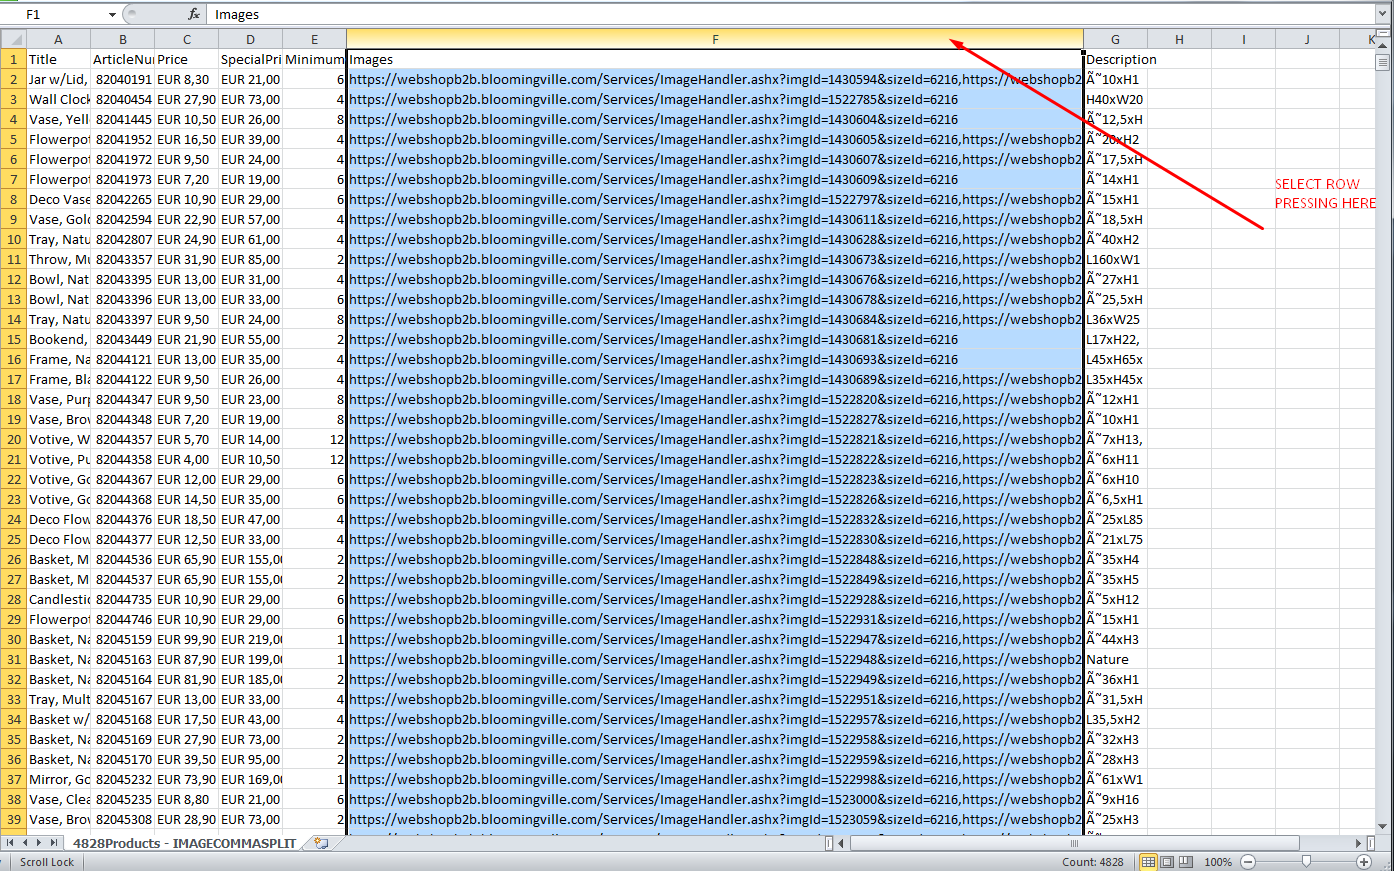 F1 fx Images
A B C D E F G H I J K
1 Title ArticleNu Price SpecialPri Minimum Images Description
2 Jar w/Lid, 82040191 EUR 8,30 EUR 21,00 6 https://webshopb2b.bloomingville.com/Services/ImageHandler.ashx?imgId=1430594&sizeId=6216,https://webshopb2 Ã˜10xH1
3 Wall Clock 82040454 EUR 27,90 EUR 73,00 4 https://webshopb2b.bloomingville.com/Services/ImageHandler.ashx?imgId=1522785&sizeId=6216 H40xW20
4 Vase, Yell 82041445 EUR 10,50 EUR 26,00 8 https://webshopb2b.bloomingville.com/Services/ImageHandler.ashx?imgId=1430604&sizeId=6216 Ã˜12,5xH
5 Flowerpot 82041952 EUR 16,50 EUR 39,00 4 https://webshopb2b.bloomingville.com/Services/ImageHandler.ashx?imgId=1430605&sizeId=6216,https://webshopb2 Ã˜20xH2
6 Flowerpot 82041972 EUR 9,50 EUR 24,00 4 https://webshopb2b.bloomingville.com/Services/ImageHandler.ashx?imgId=1430607&sizeId=6216,https://webshopb2 Ã˜17,5xH
7 Flowerpot 82041973 EUR 7,20 EUR 19,00 6 https://webshopb2b.bloomingville.com/Services/ImageHandler.ashx?imgId=1430609&sizeId=6216 Ã˜14xH1
SELECT ROW
8 Deco Vase 82042265 EUR 10,90 EUR 29,00 6 https://webshopb2b.bloomingville.com/Services/ImageHandler.ashx?imgId=1522797&sizeId=6216,https://webshopb2 Ã˜15xH1
PRESSING HERE
9 Vase, Gold 82042594 EUR 22,90 EUR 57,00 4 https://webshopb2b.bloomingville.com/Services/ImageHandler.ashx?imgId=1430611&sizeId=6216,https://webshopb2 Ã˜18,5xH
10 Tray, Natu 82042807 EUR 24,90 EUR 61,00 4 https://webshopb2b.bloomingville.com/Services/ImageHandler.ashx?imgId=1430628&sizeId=6216,https://webshopb2 Ã˜40xH2
11 Throw, Mu 82043357 EUR 31,90 EUR 85,00 2 https://webshopb2b.bloomingville.com/Services/ImageHandler.ashx?imgId=1430673&sizeId=6216,https://webshopb2 L160xW1
12 Bowl, Nat 82043395 EUR 13,00 EUR 31,00 4 https://webshopb2b.bloomingville.com/Services/ImageHandler.ashx?imgId=1430676&sizeId=6216,https://webshopb2 Ã˜27xH1
13 Bowl, Nat 82043396 EUR 13,00 EUR 33,00 6 https://webshopb2b.bloomingville.com/Services/ImageHandler.ashx?imgId=1430678&sizeId=6216,https://webshopb2 Ã˜25,5xH
14 Tray, Natu 82043397 EUR 9,50 EUR 24,00 8 https://webshopb2b.bloomingville.com/Services/ImageHandler.ashx?imgId=1430684&sizeId=6216,https://webshopb2 L36xW25
15 Bookend, 82043449 EUR 21,90 EUR 55,00 2 https://webshopb2b.bloomingville.com/Services/ImageHandler.ashx?imgId=1430681&sizeId=6216 L17xH22,
16 Frame, Na 82044121 EUR 13,00 EUR 35,00 4 https://webshopb2b.bloomingville.com/Services/ImageHandler.ashx?imgId=1430693&sizeId=6216 L45xH65x
17 Frame, Bla 82044122 EUR 9,50 EUR 26,00 4 https://webshopb2b.bloomingville.com/Services/ImageHandler.ashx?imgId=1430689&sizeId=6216,https://webshopb2 L35xH45x
18 Vase, Purp 82044347 EUR 9,50 EUR 23,00 8 https://webshopb2b.bloomingville.com/Services/ImageHandler.ashx?imgId=1522820&sizeId=6216,https://webshopb2 Ã˜12xH1
19 Vase, Brov 82044348 EUR 7,20 EUR 19,00 8 https://webshopb2b.bloomingville.com/Services/ImageHandler.ashx?imgId=1522827&sizeId=6216,https://webshopb2 Ã˜10xH1
20 Votive, W 82044357 EUR 5,70 EUR 14,00 12 https://webshopb2b.bloomingville.com/Services/ImageHandler.ashx?imgId=1522821&sizeId=6216,https://webshopb2 Ã˜7xH13,
21 Votive, Pu 82044358 EUR 4,00 EUR 10,50 12 https://webshopb2b.bloomingville.com/Services/ImageHandler.ashx?imgId=1522822&sizeId=6216,https://webshopb2 Ã˜6xH11
22 Votive, Go 82044367 EUR 12,00 EUR 29,00 6 https://webshopb2b.bloomingville.com/Services/ImageHandler.ashx?imgId=1522823&sizeId=6216,https://webshopb2 Ã˜6xH10
23 Votive, Go 82044368 EUR 14,50 EUR 35,00 6 https://webshopb2b.bloomingville.com/Services/ImageHandler.ashx?imgId=1522826&sizeId=6216,https://webshopb2 Ã˜6,5xH1
24 Deco Flow 82044376 EUR 18,50 EUR 47,00 4 https://webshopb2b.bloomingville.com/Services/ImageHandler.ashx?imgId=1522832&sizeId=6216,https://webshopb2 Ã˜25xL85
25 Deco Flow 82044377 EUR 12,50 EUR 33,00 4 https://webshopb2b.bloomingville.com/Services/ImageHandler.ashx?imgId=1522830&sizeId=6216,https://webshopb2 Ã˜21xL75
26 Basket, M 82044536 EUR 65,90 EUR 155,00 2 https://webshopb2b.bloomingville.com/Services/ImageHandler.ashx?imgId=1522848&sizeId=6216,https://webshopb2 Ã˜35xH4
27 Basket, M 82044537 EUR 65,90 EUR 155,00 2 https://webshopb2b.bloomingville.com/Services/ImageHandler.ashx?imgId=1522849&sizeId=6216,https://webshopb2 Ã˜35xH5
28 Candlestic 82044735 EUR 10,90 EUR 29,00 6 https://webshopb2b.bloomingville.com/Services/ImageHandler.ashx?imgId=1522928&sizeId=6216,https://webshopb2 Ã˜5xH12
29 Flowerpot 82044746 EUR 10,90 EUR 29,00 6 https://webshopb2b.bloomingville.com/Services/ImageHandler.ashx?imgId=1522931&sizeId=6216,https://webshopb2 Ã˜15xH1
30 Basket, Na 82045159 EUR 99,90 EUR 219,00 1 https://webshopb2b.bloomingville.com/Services/ImageHandler.ashx?imgId=1522947&sizeId=6216,https://webshopb2 Ã˜44xH3
31 Basket, Na 82045163 EUR 87,90 EUR 199,00 1 https://webshopb2b.bloomingville.com/Services/ImageHandler.ashx?imgId=1522948&sizeId=6216,https://webshopb2 Nature
32 Basket, Na 82045164 EUR 81,90 EUR 185,00 2 https://webshopb2b.bloomingville.com/Services/ImageHandler.ashx?imgId=1522949&sizeId=6216,https://webshopb2 Ã˜36xH1
33 Tray, Mult 82045167 EUR 13,00 EUR 33,00 4 https://webshopb2b.bloomingville.com/Services/ImageHandler.ashx?imgId=1522951&sizeId=6216,https://webshopb2 Ã˜31,5xH
34 Basket w/ 82045168 EUR 17,50 EUR 43,00 4 https://webshopb2b.bloomingville.com/Services/ImageHandler.ashx?imgId=1522957&sizeId=6216,https://webshopb2 L35,5xH2
35 Basket, Na 82045169 EUR 27,90 EUR 73,00 2 https://webshopb2b.bloomingville.com/Services/ImageHandler.ashx?imgId=1522958&sizeId=6216,https://webshopb2 Ã˜32xH3
36 Basket, Na 82045170 EUR 39,50 EUR 95,00 2 https://webshopb2b.bloomingville.com/Services/ImageHandler.ashx?imgId=1522959&sizeId=6216,https://webshopb2 Ã˜28xH3
37 Mirror, Go 82045232 EUR 73,90 EUR 169,00 1 https://webshopb2b.bloomingville.com/Services/ImageHandler.ashx?imgId=1522998&sizeId=6216,https://webshopb2 Ã˜61xW1
38 Vase, Clea 82045235 EUR 8,80 EUR 21,00 6 https://webshopb2b.bloomingville.com/Services/ImageHandler.ashx?imgId=1523000&sizeId=6216,https://webshopb2 Ã˜9xH16
39 Vase, Brov 82045308 EUR 28,90 EUR 73,00 2 https://webshopb2b.bloomingville.com/Services/ImageHandler.ashx?imgId=1523059&sizeId=6216,https://webshopb2 Ã˜25xH3
4828Products - IMAGECOMMASPLIT
Scroll Lock Count: 4828 100%